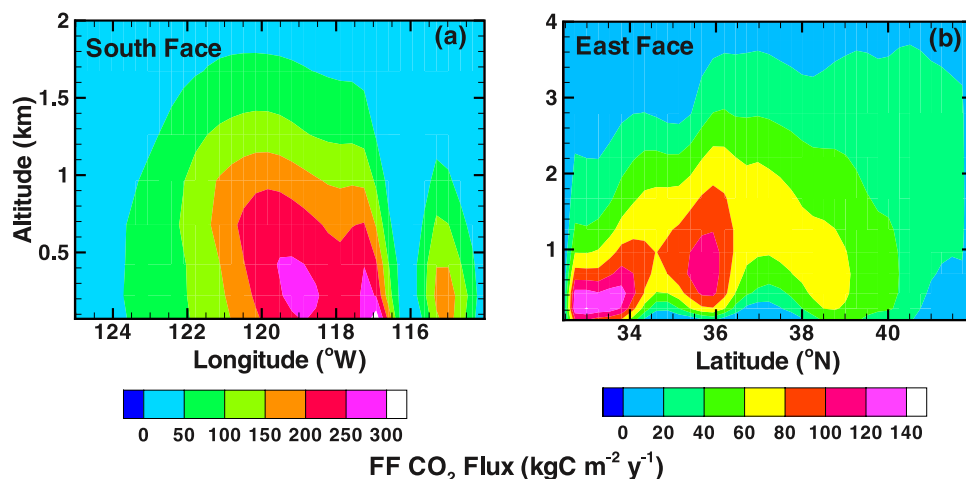 South Face (a)
East Face (b)
2
1.5
1
0.5
Altitude (km)
4
3
2
1
124 122 120 118 116
Longitude (°W)
34 36 38 40
Latitude (°N)
0 50 100 150 200 250 300
0 20 40 60 80 100 120 140
FF CO₂ Flux (kgC m⁻² y⁻¹)